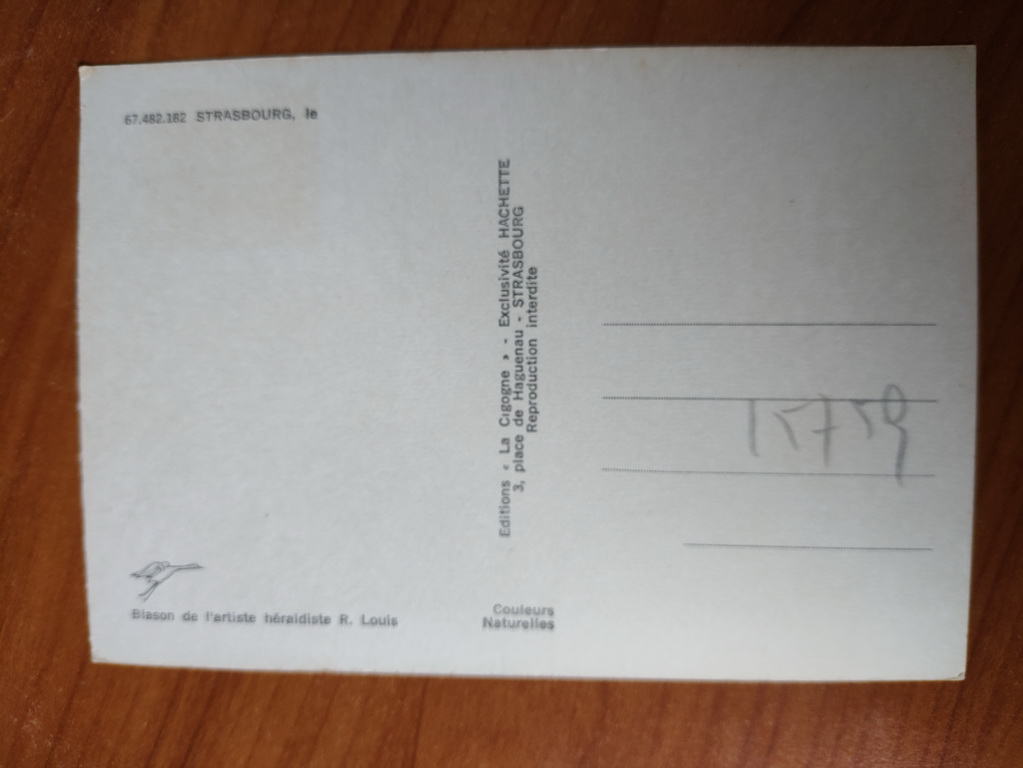 67.482.182 STRASBOURG, le
Editions « La Cigogne » - Exclusivité HACHETTE
3, place de Haguenau - STRASBOURG
Reproduction interdite
15759
Blason de l'artiste héraldiste R. Louis
Couleurs
Naturelles